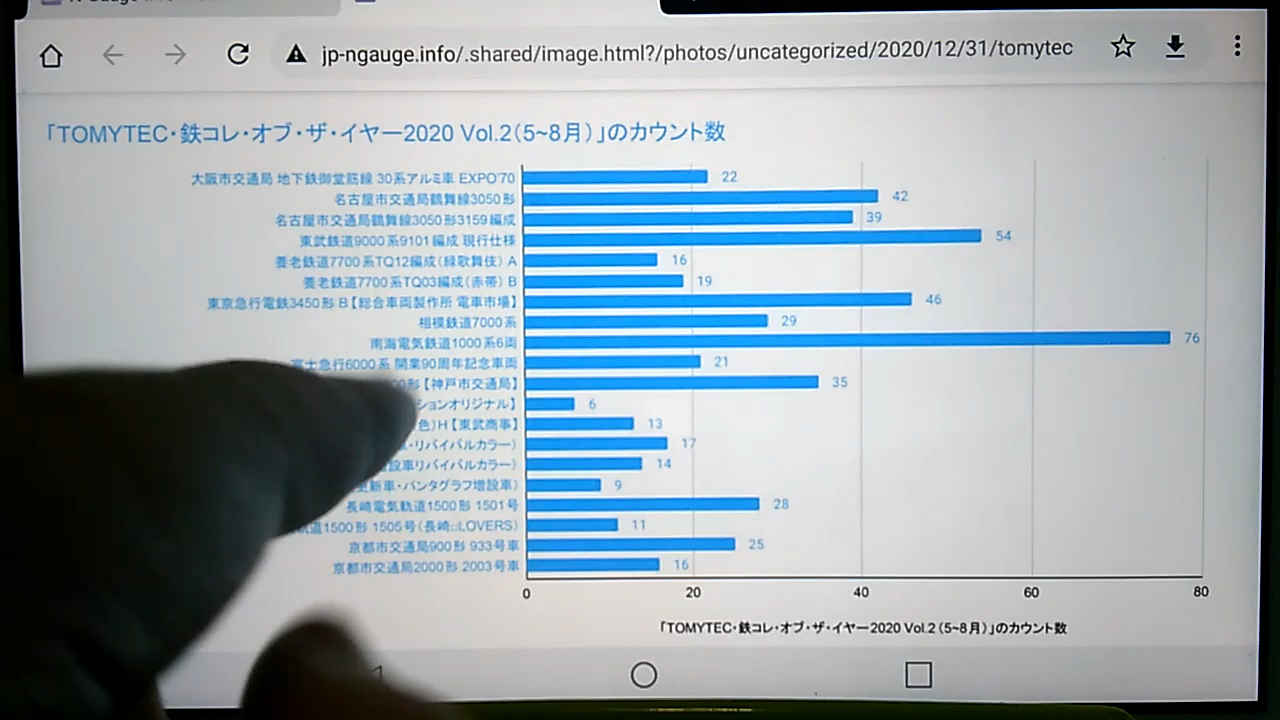 jp-ngauge.info/.shared/image.html?/photos/uncategorized/2020/12/31/tomytec
「TOMYTEC・鉄コレ・オブ・ザ・イヤー2020 Vol.2(5~8月)」のカウント数
大阪市交通局 地下鉄御堂筋線 30系アルミ車 EXPO'70 22
名古屋市交通局鶴舞線3050形 42
名古屋市交通局鶴舞線3050形3159編成 39
東武鉄道9000系9101編成 現行仕様 54
養老鉄道7700系TQ12編成(緑歌舞伎) A 16
養老鉄道7700系TQ03編成(赤帯) B 19
東京急行電鉄3450形 B【総合車両製作所 電車市場】 46
相模鉄道7000系 29
南海電気鉄道1000系6両 76
富士急行6000系 開業90周年記念車両 21
形【神戸市交通局】 35
ションオリジナル】 6
色)H【東武商事】 13
・リバイバルカラー) 17
設車リバイバルカラー) 14
更新車・パンタグラフ増設車) 9
長崎電気軌道1500形 1501号 28
道1500形 1505号(長崎□LOVERS) 11
京都市交通局900形 933号車 25
京都市交通局2000形 2003号車 16
0 20 40 60 80
「TOMYTEC・鉄コレ・オブ・ザ・イヤー2020 Vol.2(5~8月)」のカウント数